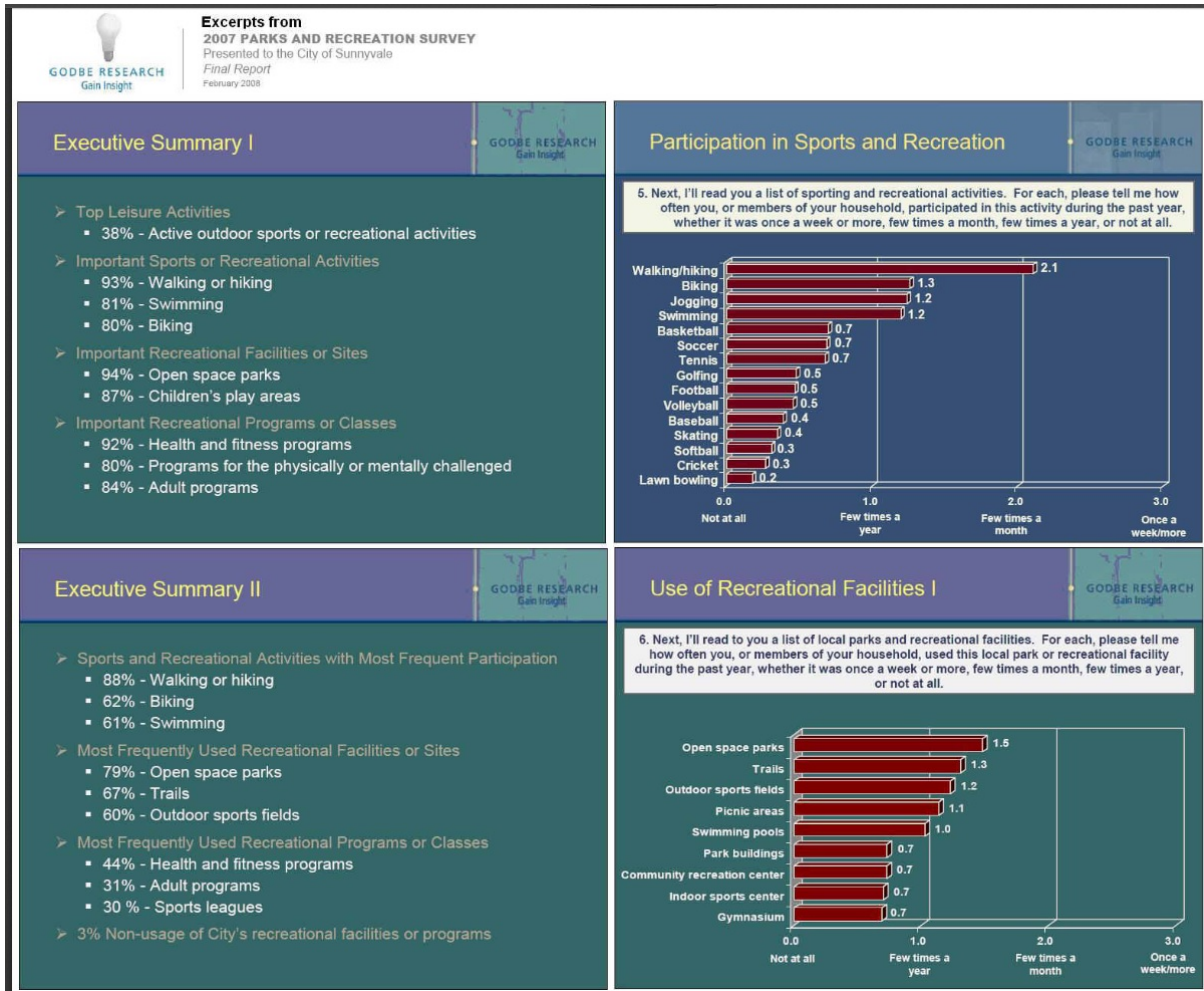 GODBE RESEARCH
Gain Insight
Excerpts from
2007 PARKS AND RECREATION SURVEY
Presented to the City of Sunnyvale
Final Report
February 2008
Executive Summary I
GODBE RESEARCH
Gain Insight
➢ Top Leisure Activities
▪ 38% - Active outdoor sports or recreational activities
➢ Important Sports or Recreational Activities
▪ 93% - Walking or hiking
▪ 81% - Swimming
▪ 80% - Biking
➢ Important Recreational Facilities or Sites
▪ 94% - Open space parks
▪ 87% - Children's play areas
➢ Important Recreational Programs or Classes
▪ 92% - Health and fitness programs
▪ 80% - Programs for the physically or mentally challenged
▪ 84% - Adult programs
Participation in Sports and Recreation
GODBE RESEARCH
Gain Insight
5. Next, I'll read you a list of sporting and recreational activities. For each, please tell me how
often you, or members of your household, participated in this activity during the past year,
whether it was once a week or more, few times a month, few times a year, or not at all.
Walking/hiking 2.1
Biking 1.3
Jogging 1.2
Swimming 1.2
Basketball 0.7
Soccer 0.7
Tennis 0.7
Golfing 0.5
Football 0.5
Volleyball 0.5
Baseball 0.4
Skating 0.4
Softball 0.3
Cricket 0.3
Lawn bowling 0.2
0.0 1.0 2.0 3.0
Not at all Few times a Few times a Once a
year month week/more
Executive Summary II
GODBE RESEARCH
Gain Insight
➢ Sports and Recreational Activities with Most Frequent Participation
▪ 88% - Walking or hiking
▪ 62% - Biking
▪ 61% - Swimming
➢ Most Frequently Used Recreational Facilities or Sites
▪ 79% - Open space parks
▪ 67% - Trails
▪ 60% - Outdoor sports fields
➢ Most Frequently Used Recreational Programs or Classes
▪ 44% - Health and fitness programs
▪ 31% - Adult programs
▪ 30 % - Sports leagues
➢ 3% Non-usage of City's recreational facilities or programs
Use of Recreational Facilities I
GODBE RESEARCH
Gain Insight
6. Next, I'll read to you a list of local parks and recreational facilities. For each, please tell me
how often you, or members of your household, used this local park or recreational facility
during the past year, whether it was once a week or more, few times a month, few times a year,
or not at all.
Open space parks 1.5
Trails 1.3
Outdoor sports fields 1.2
Picnic areas 1.1
Swimming pools 1.0
Park buildings 0.7
Community recreation center 0.7
Indoor sports center 0.7
Gymnasium 0.7
0.0 1.0 2.0 3.0
Not at all Few times a Few times a Once a
year month week/more